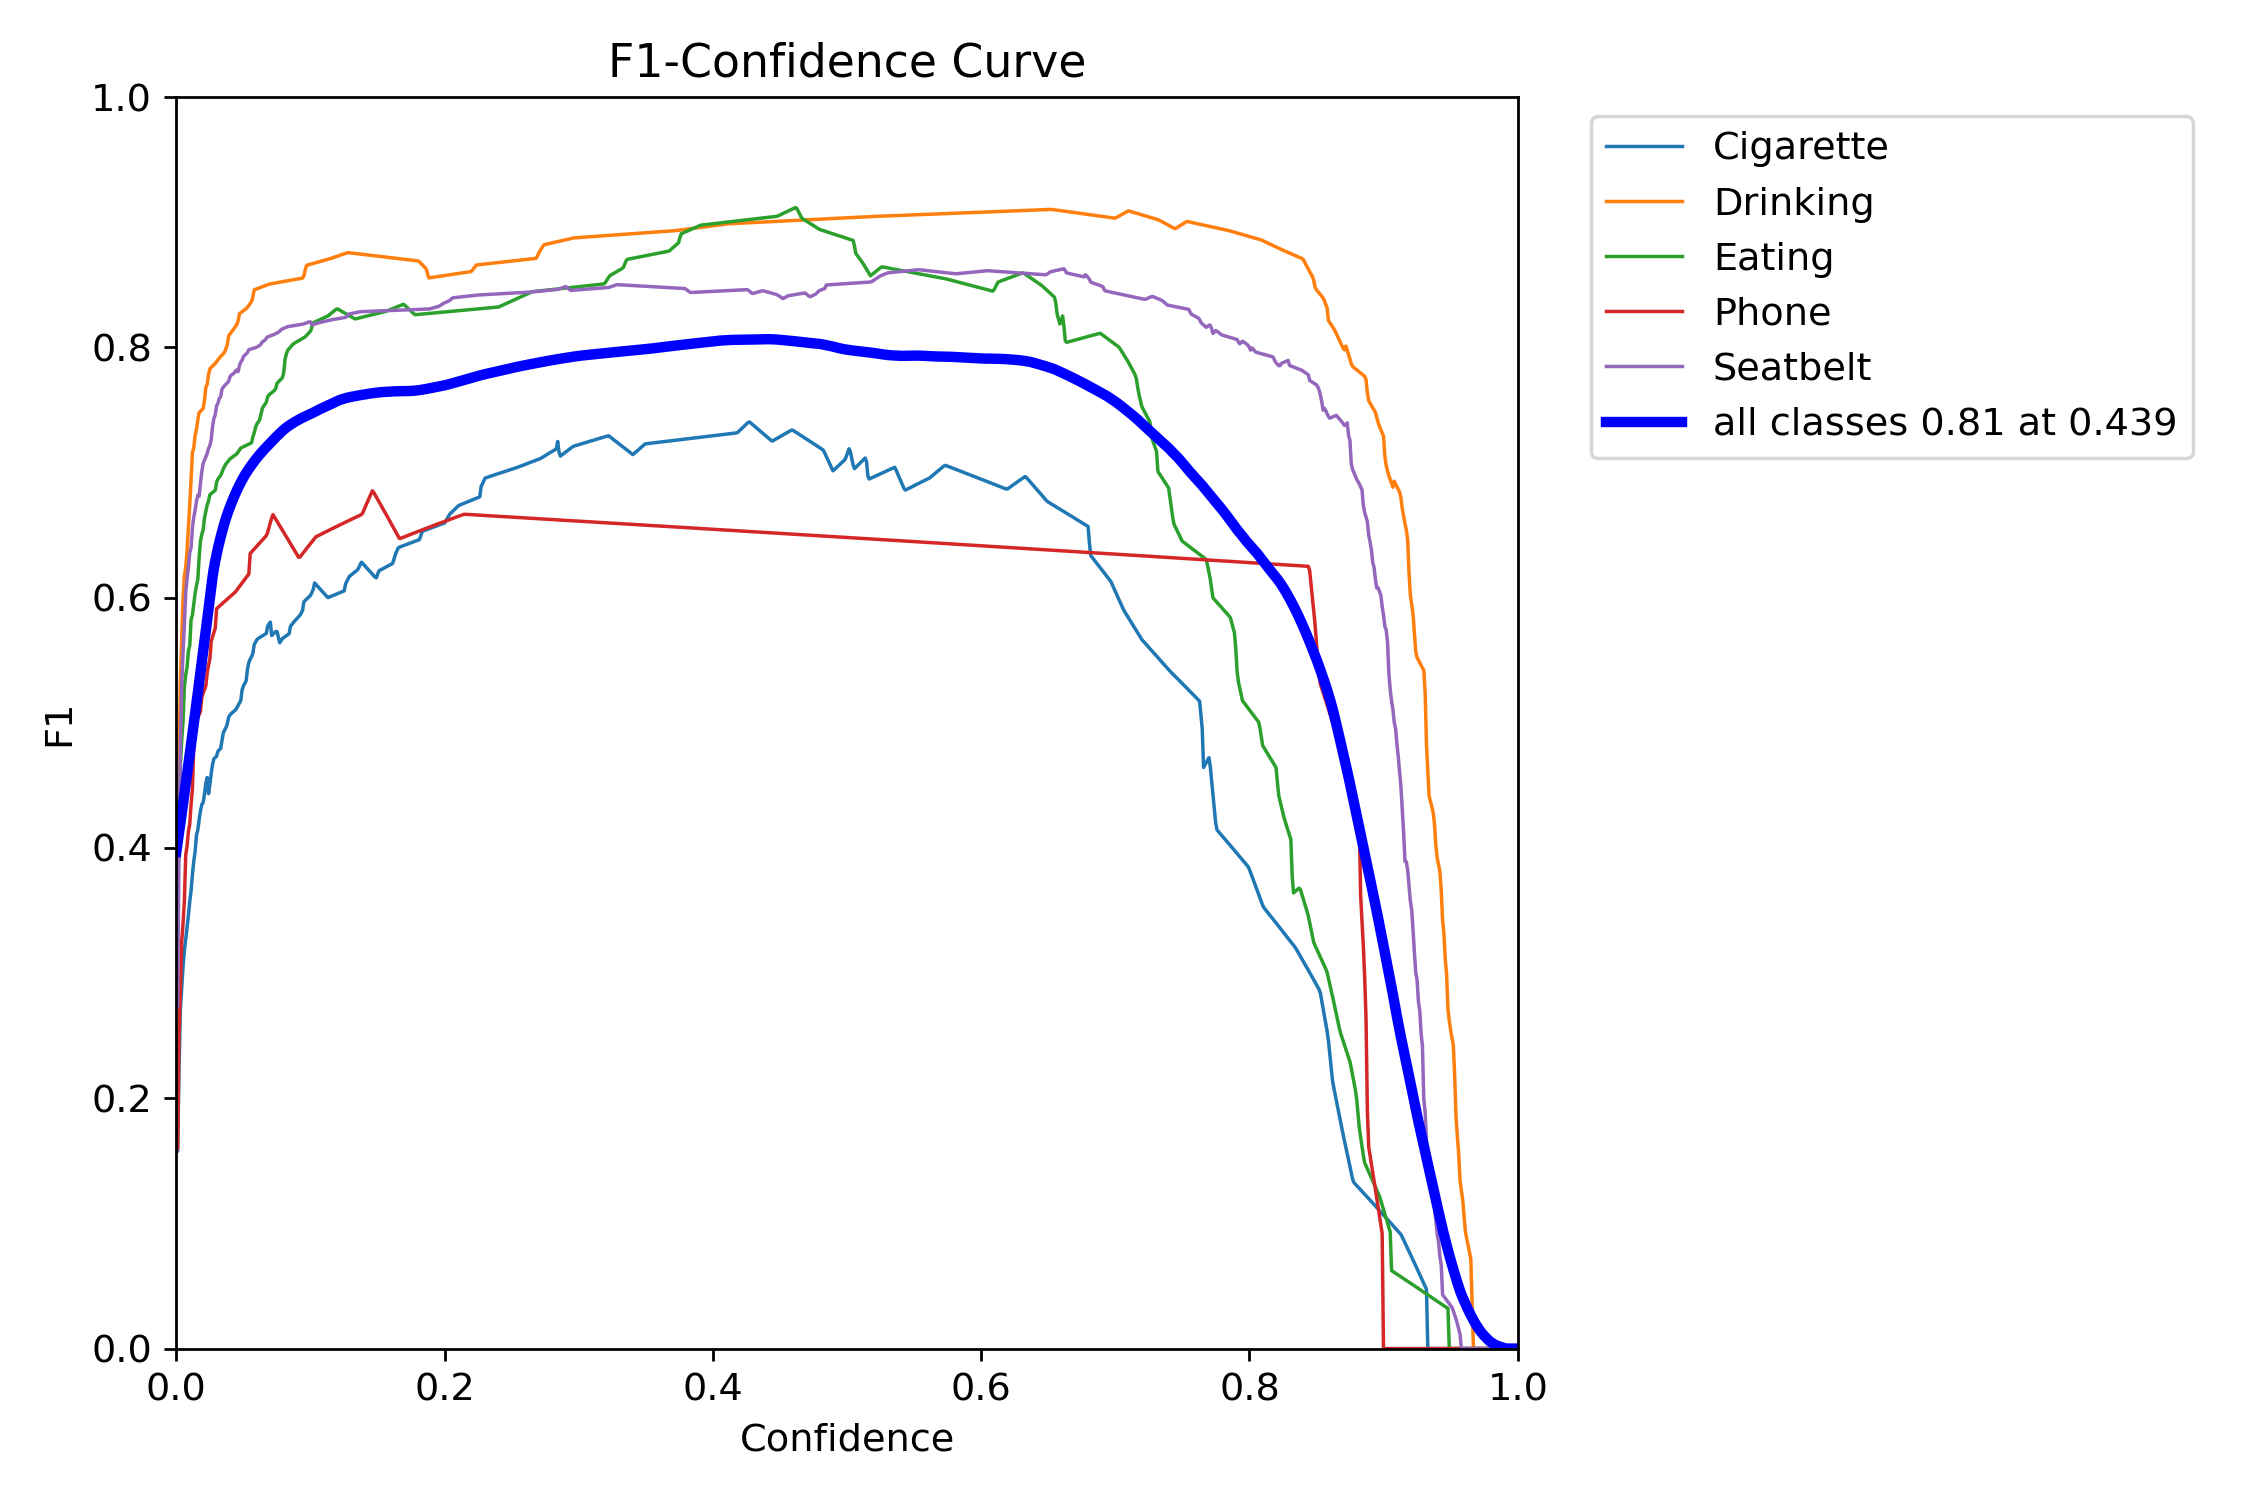 F1-Confidence Curve
1.0
0.8
0.6
0.4
0.2
0.0
F1
0.0 0.2 0.4 0.6 0.8 1.0
Confidence
Cigarette
Drinking
Eating
Phone
Seatbelt
all classes 0.81 at 0.439